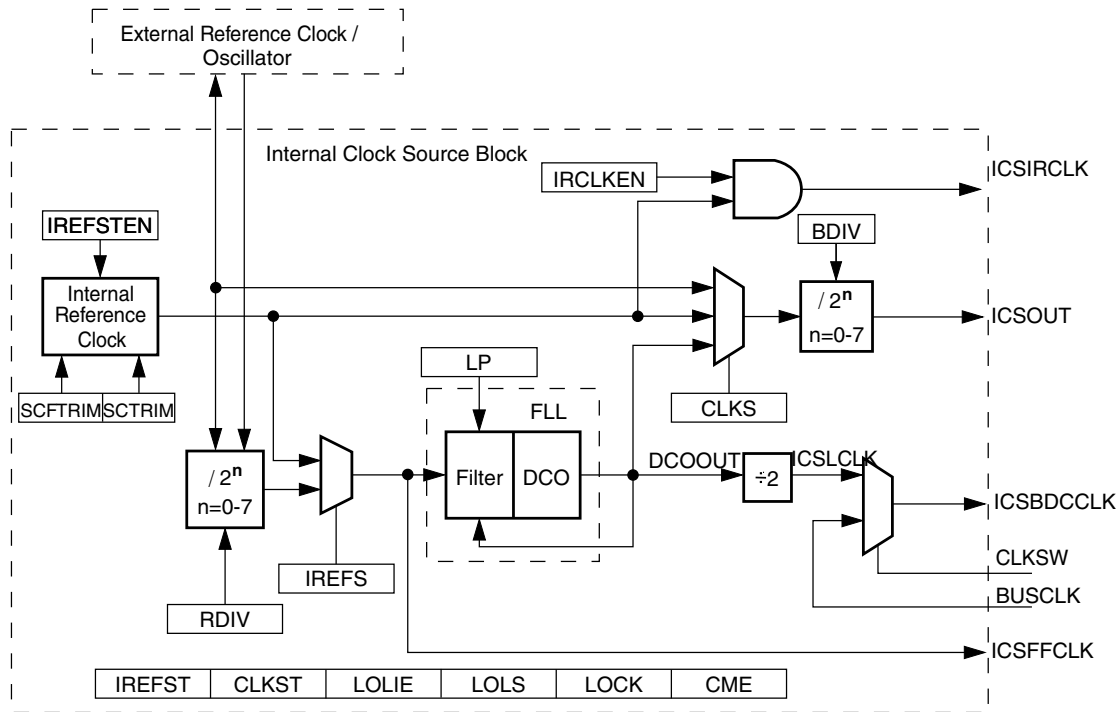 External Reference Clock /
Oscillator
Internal Clock Source Block
IRCLKEN
ICSIRCLK
IREFSTEN
BDIV
Internal
Reference
Clock
/ 2n
n=0-7
ICSOUT
LP
SCFTRIM
SCTRIM
CLKS
FLL
/ 2n
n=0-7
Filter
DCO
DCOOUT
÷2
ICSLCLK
ICSBDCCLK
IREFS
CLKSW
RDIV
BUSCLK
ICSFFCLK
IREFST
CLKST
LOLIE
LOLS
LOCK
CME